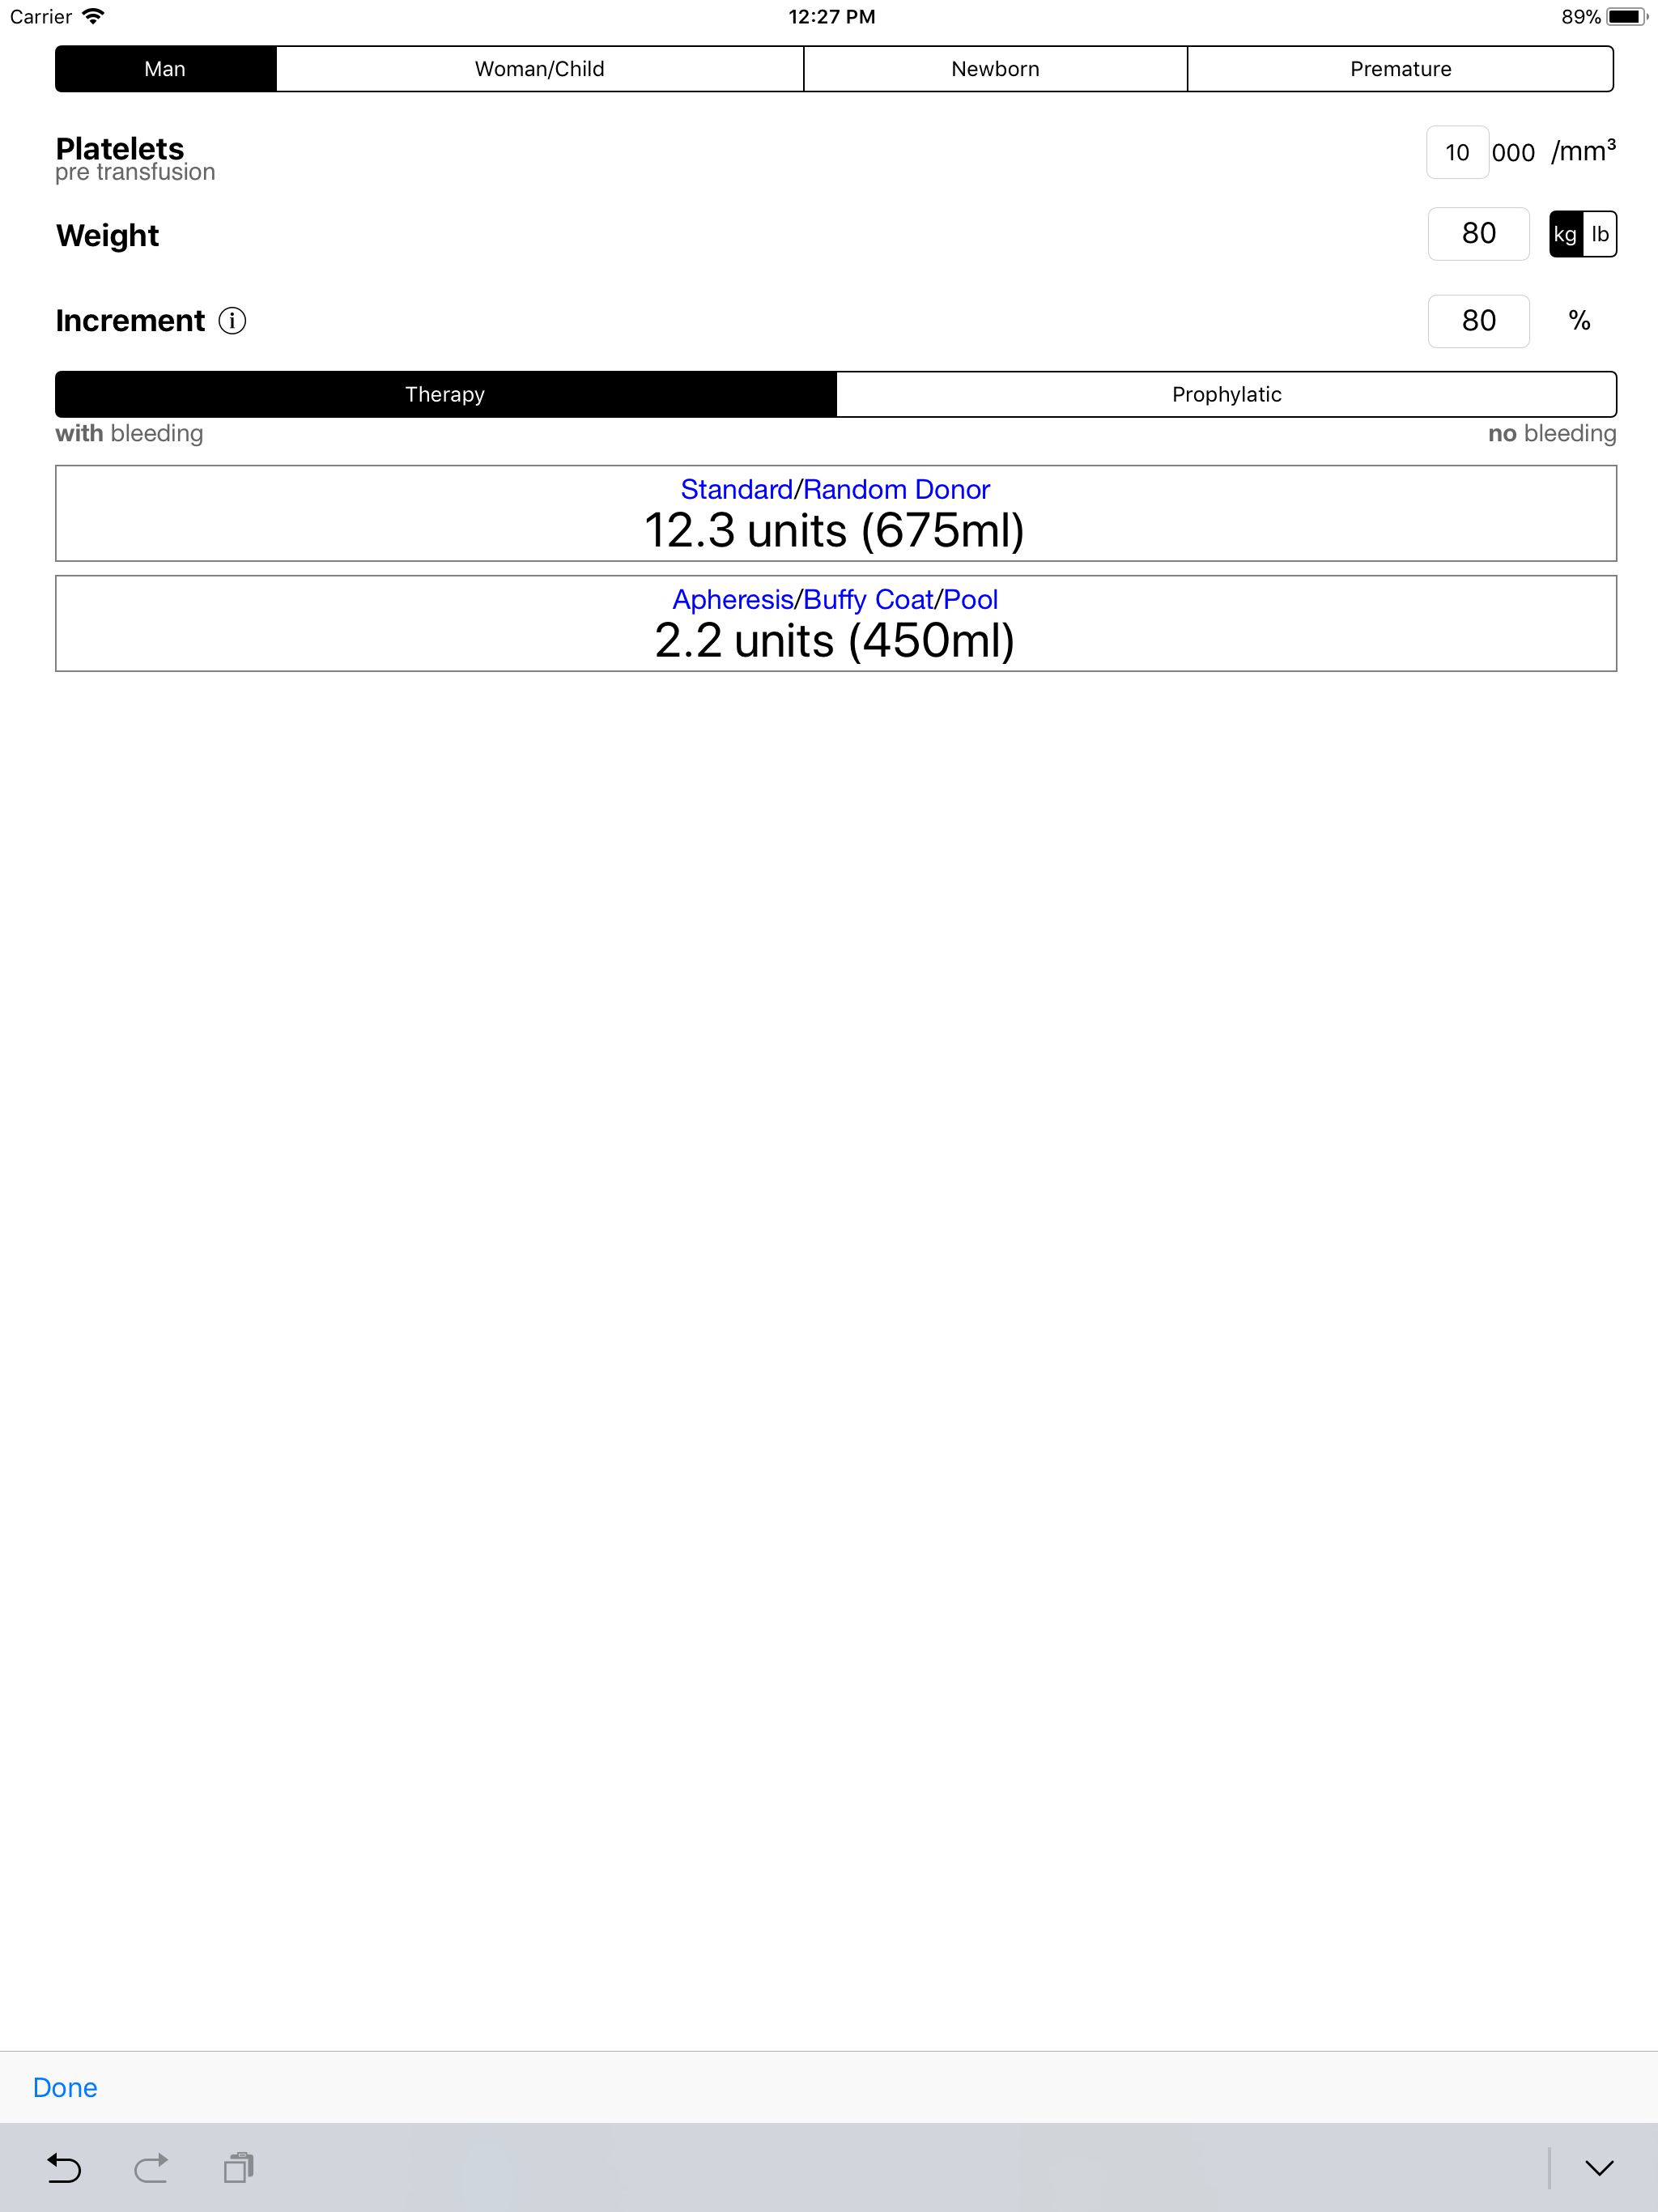 Carrier 12:27 PM 89%
Man Woman/Child Newborn Premature
Platelets 10 000 /mm³
pre transfusion
Weight 80 kg lb
Increment i 80 %
Therapy Prophylatic
with bleeding no bleeding
Standard/Random Donor
12.3 units (675ml)
Apheresis/Buffy Coat/Pool
2.2 units (450ml)
Done